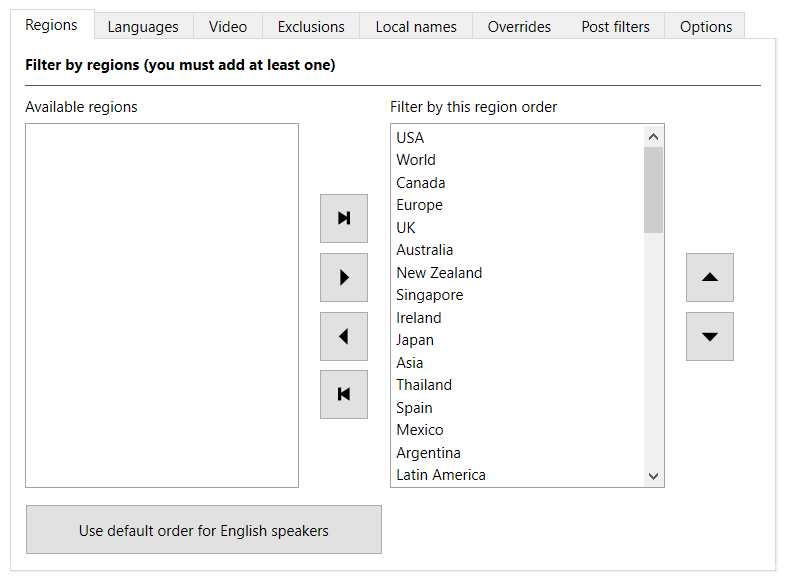 Regions
Languages
Video
Exclusions
Local names
Overrides
Post filters
Options
Filter by regions (you must add at least one)
Available regions
Filter by this region order
USA
World
Canada
Europe
UK
Australia
New Zealand
Singapore
Ireland
Japan
Asia
Thailand
Spain
Mexico
Argentina
Latin America
Use default order for English speakers